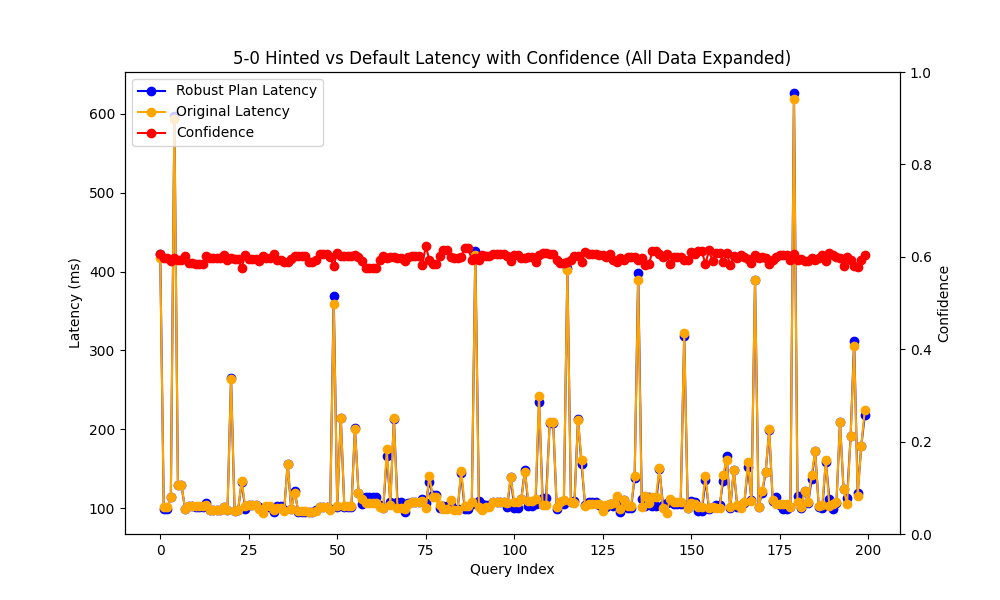 5-0 Hinted vs Default Latency with Confidence (All Data Expanded)
Robust Plan Latency
Original Latency
Confidence
600
500
400
300
200
100
Latency (ms)
1.0
0.8
0.6
0.4
0.2
0.0
Confidence
0 25 50 75 100 125 150 175 200
Query Index